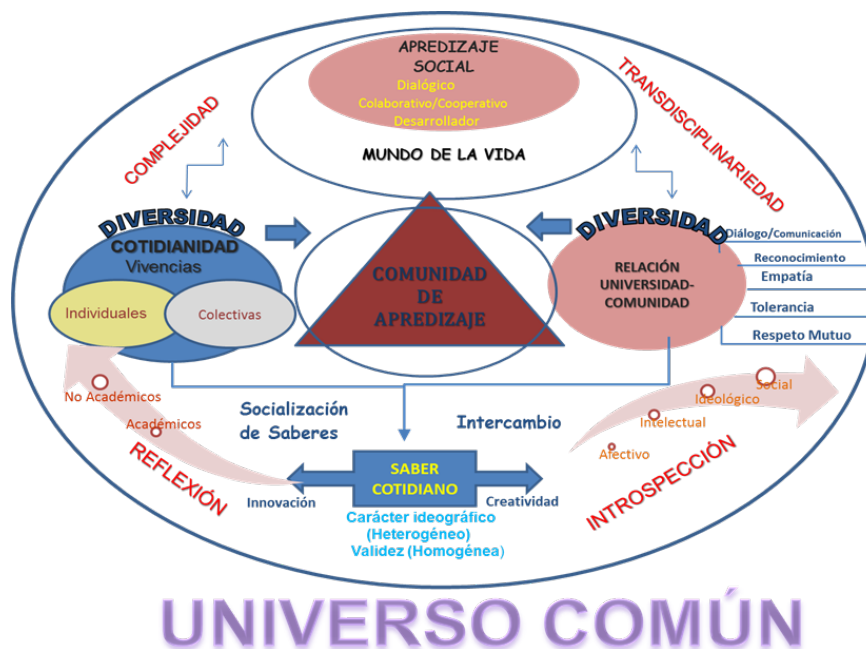 APREDIZAJE
SOCIAL
Dialógico
Colaborativo/Cooperativo
Desarrollador
MUNDO DE LA VIDA
COMPLEJIDAD
TRANSDISCIPLINARIEDAD
DIVERSIDAD
COTIDIANIDAD
Vivencias
Individuales
Colectivas
COMUNIDAD
DE
APREDIZAJE
DIVERSIDAD
RELACIÓN
UNIVERSIDAD-
COMUNIDAD
Diálogo/Comunicación
Reconocimiento
Empatía
Tolerancia
Respeto Mutuo
No Académicos
Académicos
REFLEXIÓN
Socialización
de Saberes
Intercambio
Social
Ideológico
Intelectual
Afectivo
INTROSPECCIÓN
Innovación
SABER
COTIDIANO
Creatividad
Carácter ideográfico
(Heterogéneo)
Validez (Homogénea)
UNIVERSO COMÚN